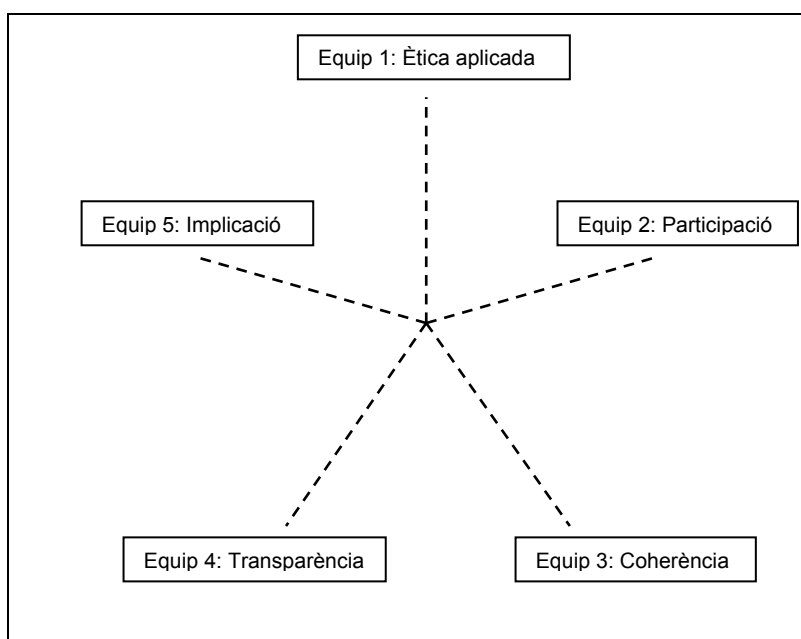 Equip 1: Ètica aplicada
Equip 5: Implicació
Equip 2: Participació
Equip 4: Transparència
Equip 3: Coherència